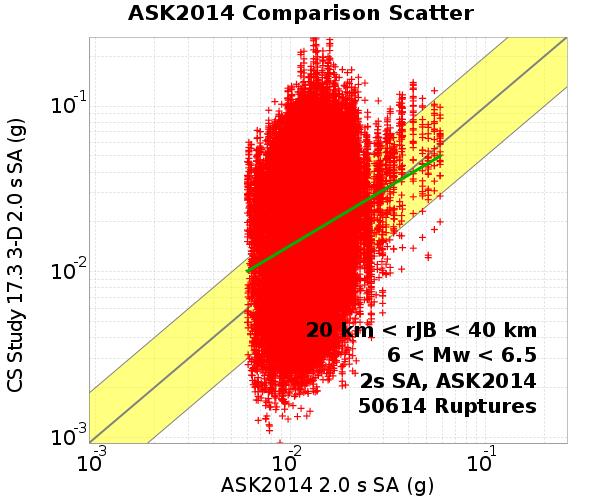 ASK2014 Comparison Scatter
CS Study 17.3 3-D 2.0 s SA (g)
10-1
10-2
10-3
20 km < rJB < 40 km
6 < Mw < 6.5
2s SA, ASK2014
50614 Ruptures
10-3 10-2 10-1
ASK2014 2.0 s SA (g)